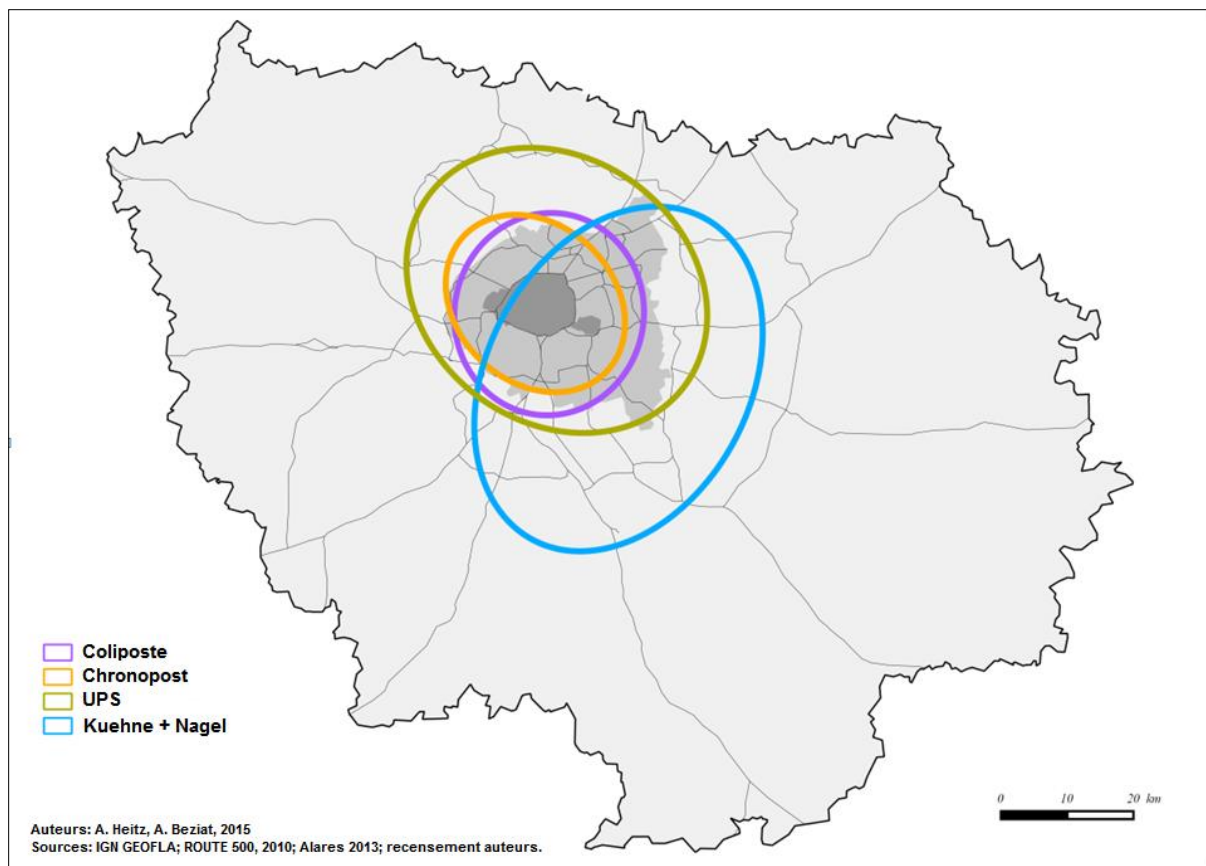 Coliposte
Chronopost
UPS
Kuehne + Nagel
0 10 20 km
Auteurs: A. Heitz, A. Beziat, 2015
Sources: IGN GEOFLA; ROUTE 500, 2010; Alares 2013; recensement auteurs.